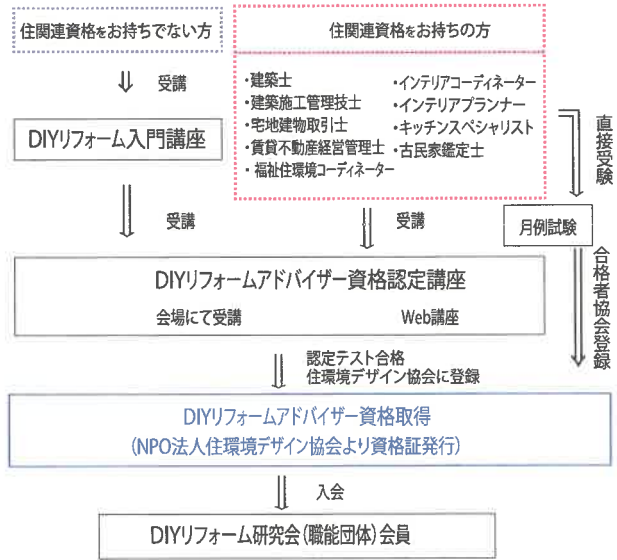 住関連資格をお持ちでない方
住関連資格をお持ちの方
・建築士
・建築施工管理技士
・宅地建物取引士
・賃貸不動産経営管理士
・福祉住環境コーディネーター
・インテリアコーディネーター
・インテリアプランナー
・キッチンスペシャリスト
・古民家鑑定士
受講
DIYリフォーム入門講座
直接受験
月例試験
受講
受講
DIYリフォームアドバイザー資格認定講座
会場にて受講
Web講座
合格者協会登録
認定テスト合格
住環境デザイン協会に登録
DIYリフォームアドバイザー資格取得
(NPO法人住環境デザイン協会より資格証発行)
入会
DIYリフォーム研究会(職能団体)会員